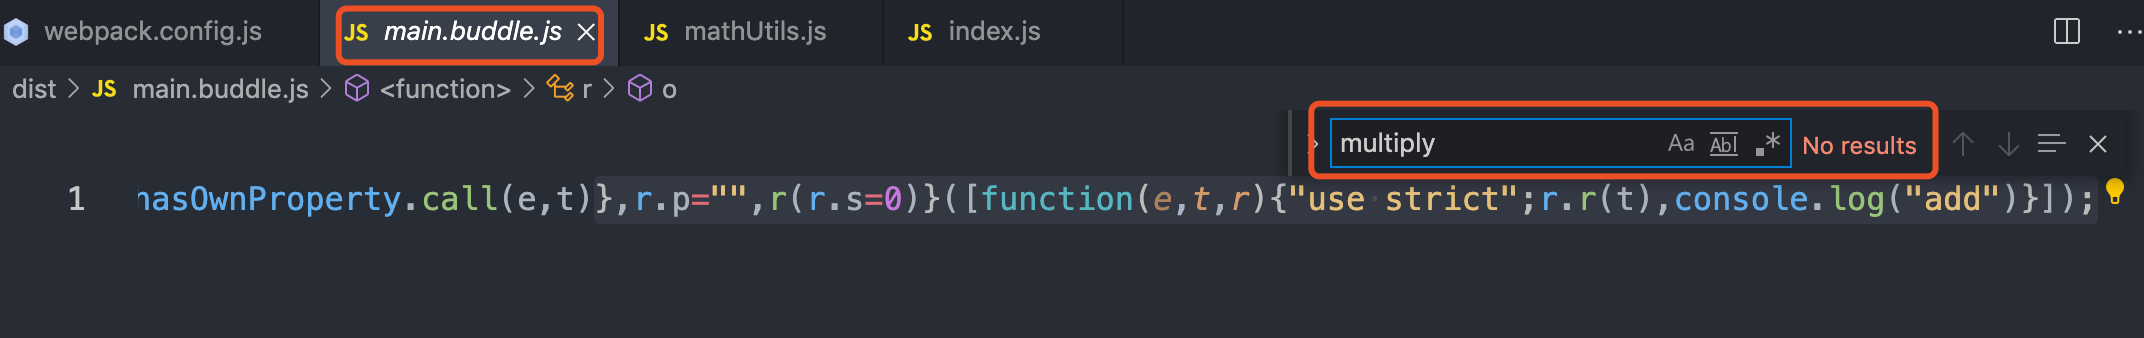 webpack.config.js JS main.buddle.js JS mathUtils.js JS index.js
dist > JS main.buddle.js > <function> > r > o
multiply Aa Abl .* No results
1 hasOwnProperty.call(e,t)},r.p="",r(r.s=0)}([function(e,t,r){"use strict";r.r(t),console.log("add")}]);